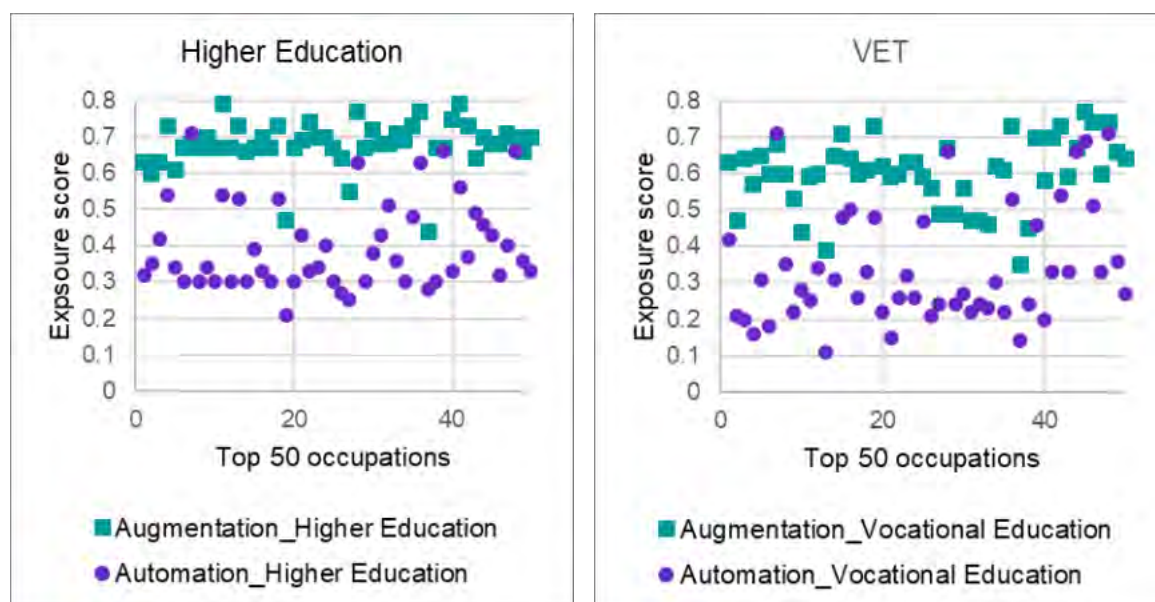 Higher Education
0.8
0.7
0.6
0.5
0.4
0.3
0.2
0.1
0
Expsoure score
0
20
40
Top 50 occupations
Augmentation_Higher Education
Automation_Higher Education
VET
0.8
0.7
0.6
0.5
0.4
0.3
0.2
0.1
0
Exposure score
0
20
40
Top 50 occupations
Augmentation_Vocational Education
Automation_Vocational Education